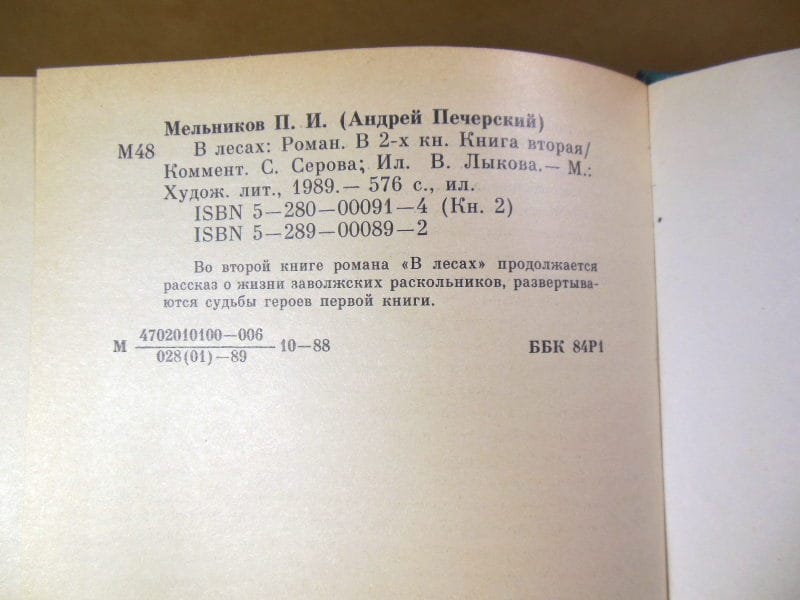 Мельников П. И. (Андрей Печерский)
М48 В лесах: Роман. В 2-х кн. Книга вторая/
Коммент. С. Серова; Ил. В. Лыкова.— М.:
Худож. лит., 1989.— 576 с., ил.
ISBN 5—280—00091—4 (Кн. 2)
ISBN 5—289—00089—2
Во второй книге романа «В лесах» продолжается
рассказ о жизни заволжских раскольников, развертыва-
ются судьбы героев первой книги.
4702010100—006
М 10—88 ББК 84Р1
028(01)—89